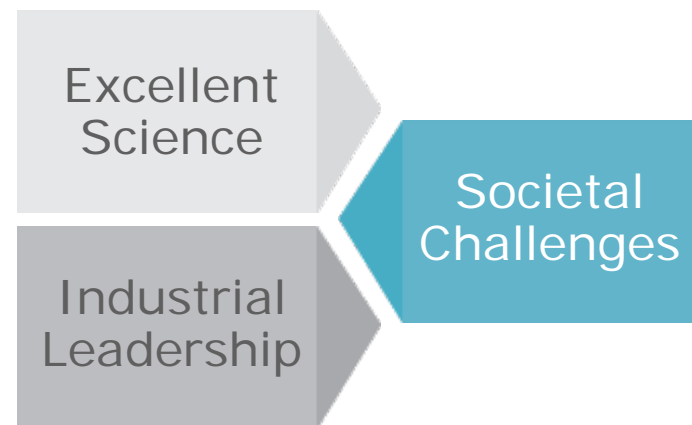 Excellent
Science
Societal
Challenges
Industrial
Leadership